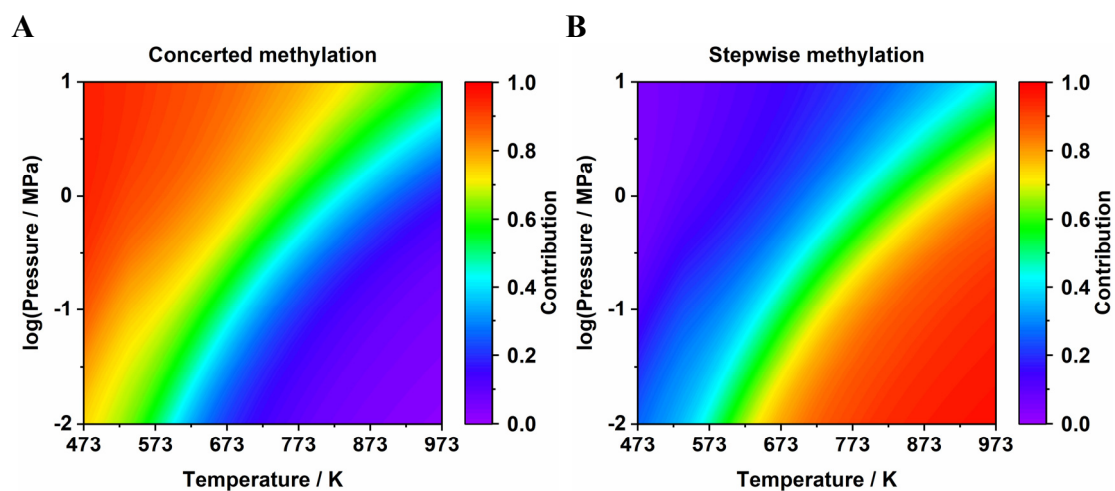 A
Concerted methylation
log(Pressure / MPa)
1
0
-1
-2
473 573 673 773 873 973
Temperature / K
1.0
0.8
0.6
0.4
0.2
0.0
Contribution
B
Stepwise methylation
log(Pressure / MPa)
1
0
-1
-2
473 573 673 773 873 973
Temperature / K
1.0
0.8
0.6
0.4
0.2
0.0
Contribution